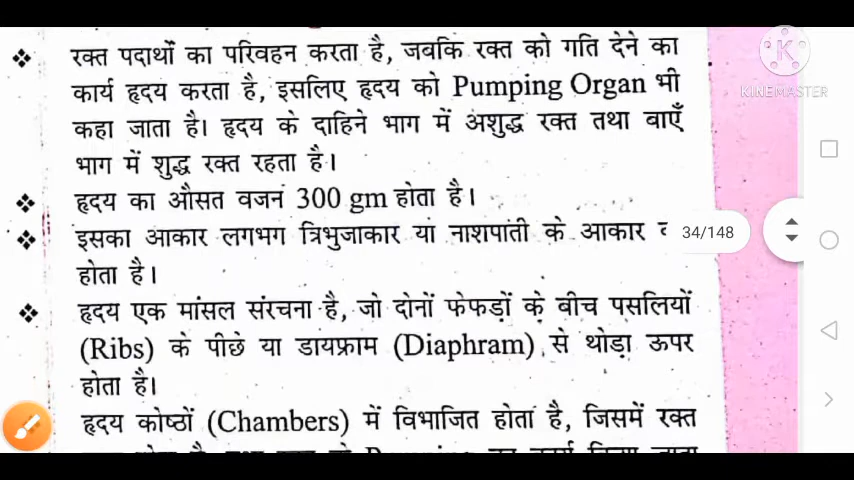 ❖ रक्त पदार्थों का परिवहन करता है, जबकि रक्त को गति देने का
कार्य हृदय करता है, इसलिए हृदय को Pumping Organ भी
कहा जाता है। हृदय के दाहिने भाग में अशुद्ध रक्त तथा बाएँ
भाग में शुद्ध रक्त रहता है।
❖ हृदय का औसत वजन 300 gm होता है।
❖ इसका आकार लगभग त्रिभुजाकार या नाशपाती के आकार
होता है।
❖ हृदय एक मांसल संरचना है, जो दोनों फेफड़ों के बीच पसलियों
(Ribs) के पीछे या डायफ्राम (Diaphram) से थोड़ा ऊपर
होता है।
हृदय कोष्ठों (Chambers) में विभाजित होता है, जिसमें रक्त
34/148
K
KINEMASTER